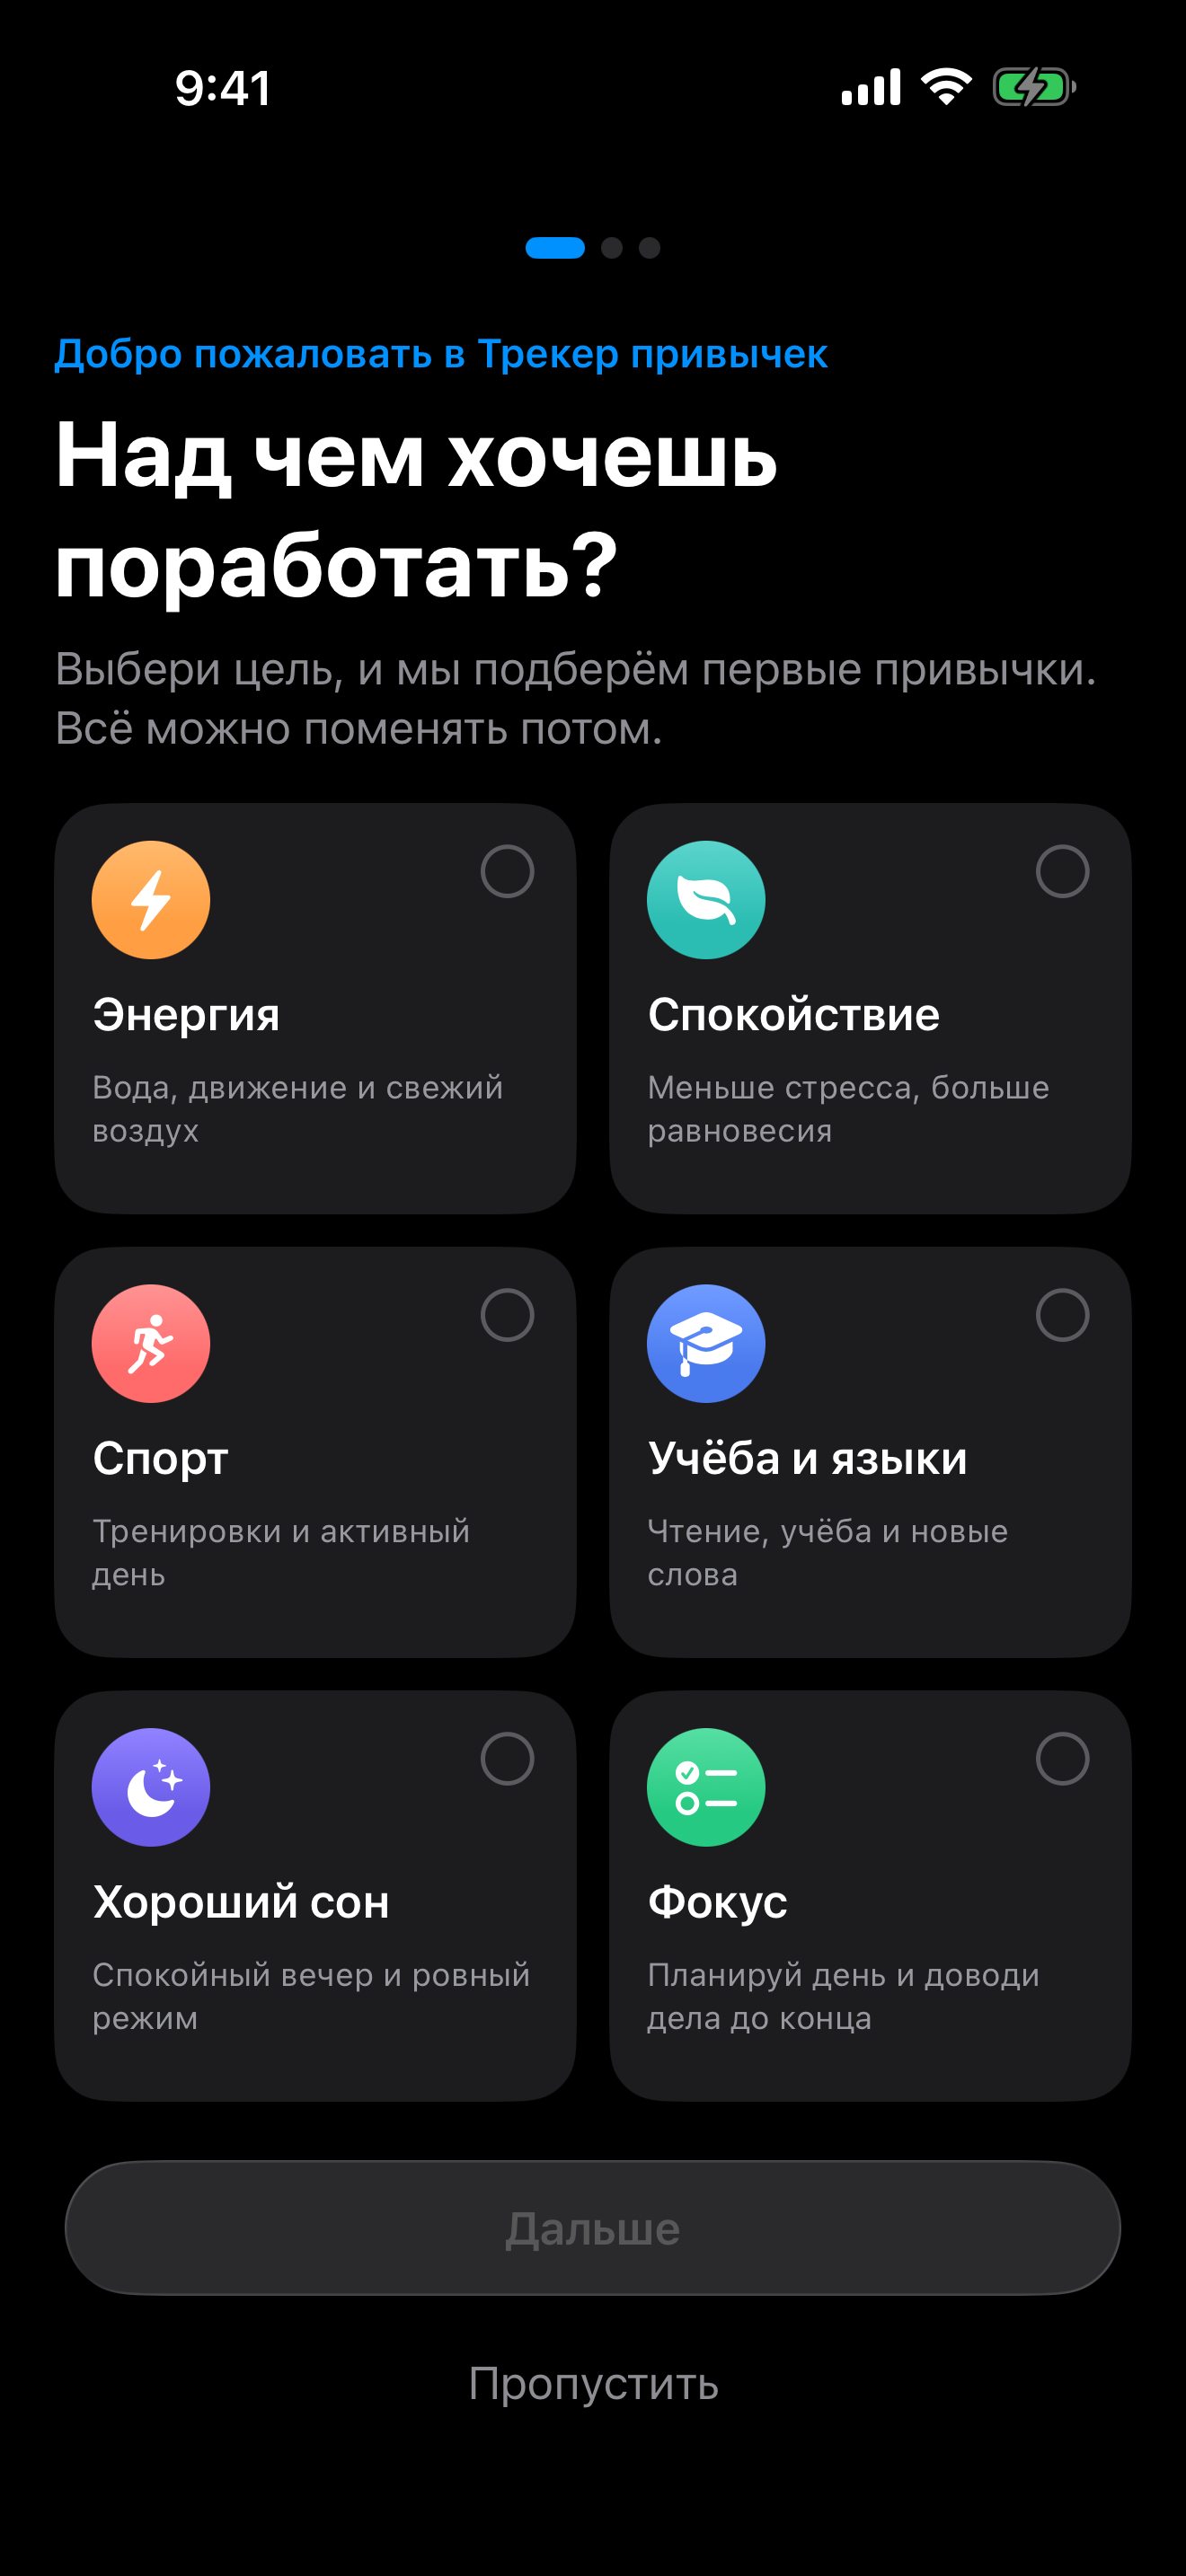 9:41
Добро пожаловать в Трекер привычек
Над чем хочешь
поработать?
Выбери цель, и мы подберём первые привычки.
Всё можно поменять потом.
Энергия
Вода, движение и свежий
воздух
Спокойствие
Меньше стресса, больше
равновесия
Спорт
Тренировки и активный
день
Учёба и языки
Чтение, учёба и новые
слова
Хороший сон
Спокойный вечер и ровный
режим
Фокус
Планируй день и доводи
дела до конца
Дальше
Пропустить